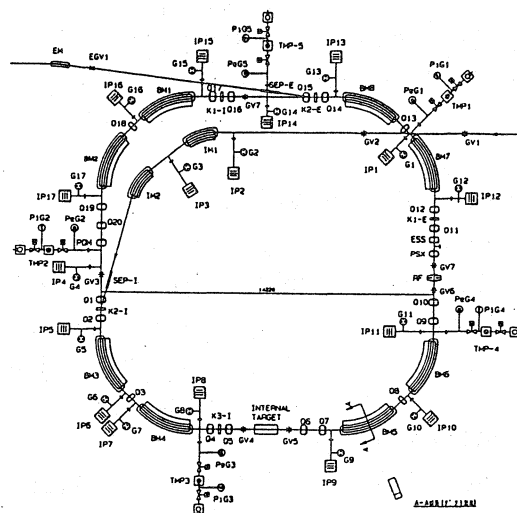 EM
EGV1
IP15
G15
PiG5
TMP-5
PeG5
SEP-E
IP13
G13
PiG1
PeG1
TMP1
IP16
G16
BM1
Q17
K1-I
Q16
GV7
G14
IP14
Q15
K2-E
Q14
BM8
Q13
Q18
BM2
IM1
G2
IP2
GV2
GV1
IP1
G1
BM7
G3
IP3
IM2
IP17
G17
Q19
PiG2
PeG2
Q20
TMP2
IP4
G4
GV3
SEP-I
G12
IP12
Q12
K1-E
Q11
ESS
PSX
GV7
RF
GV6
Q1
K2-I
Q2
IP5
G5
Q10
PeG4
PiG4
G11
Q9
IP11
TMP-4
BM3
BM6
Q3
G6
IP6
IP7
G7
BM4
IP8
G8
K3-I
Q4
Q5
GV4
INTERNAL
TARGET
GV5
Q6
Q7
G9
IP9
BM5
Q8
G10
IP10
PeG3
TMP3
PiG3